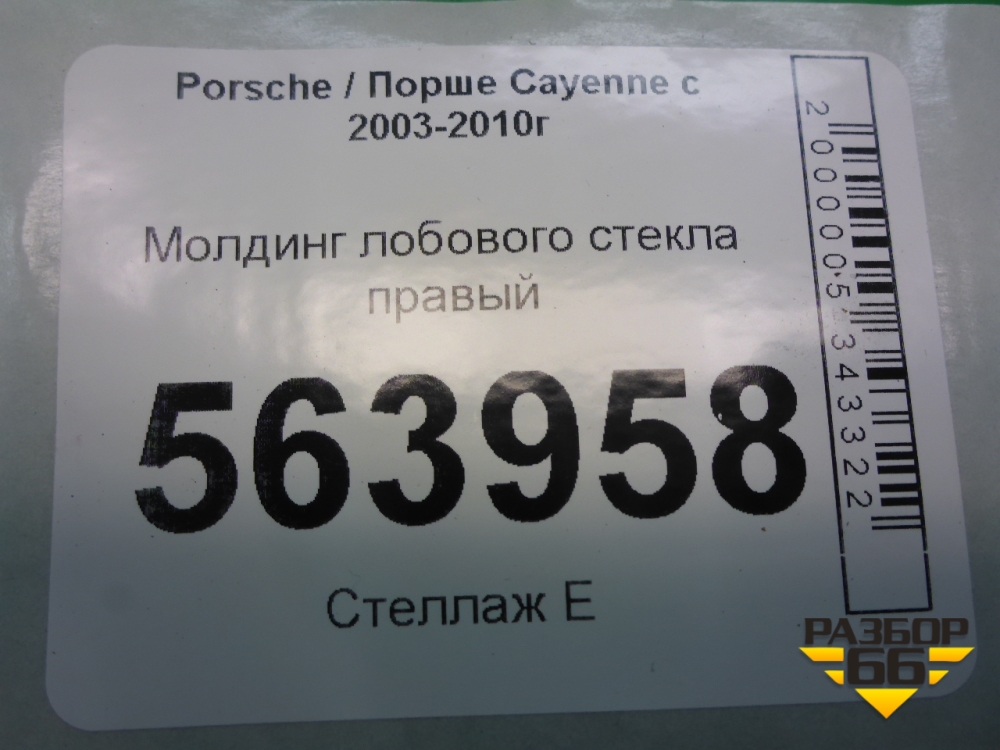 Porsche / Порше Cayenne с
2003-2010г
Молдинг лобового стекла
правый
563958
Стеллаж Е
2000005343322
РАЗБОР
66